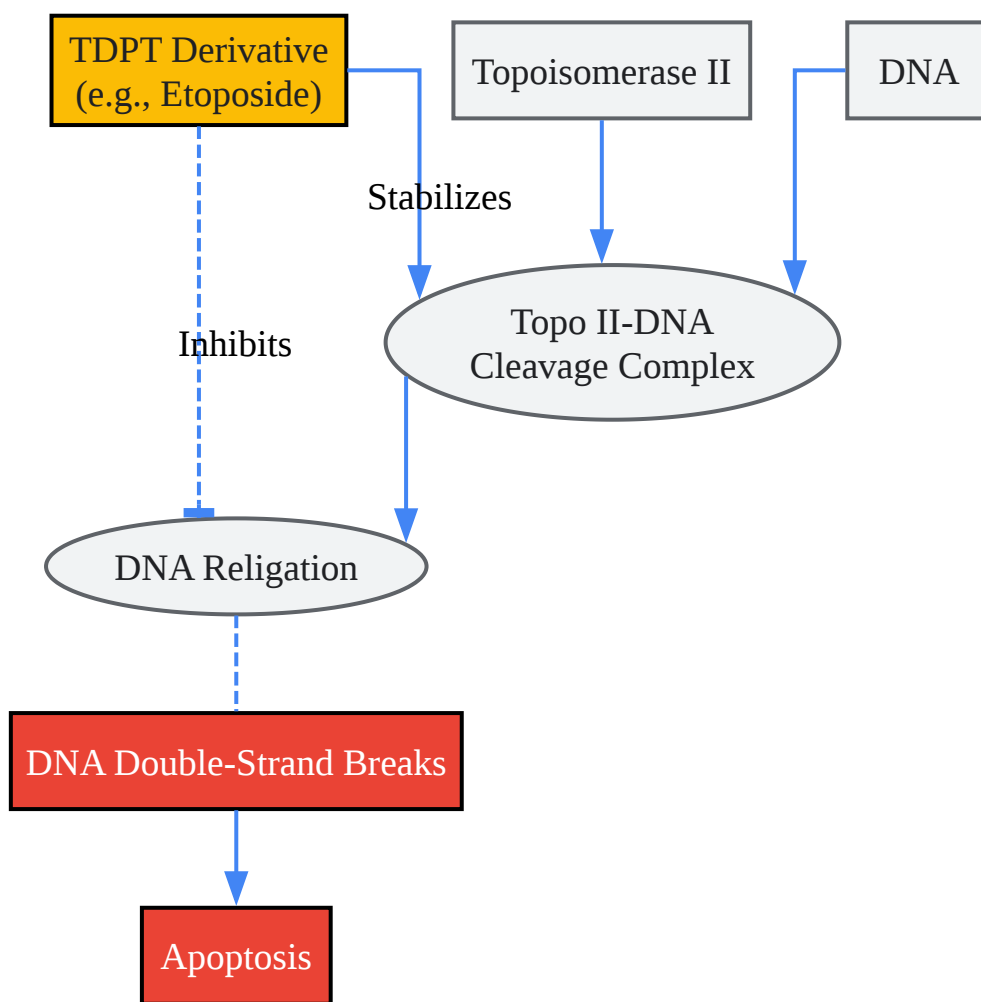 TDPT Derivative
(e.g., Etoposide)
Topoisomerase II
DNA
Stabilizes
Inhibits
Topo II-DNA
Cleavage Complex
DNA Religation
DNA Double-Strand Breaks
Apoptosis